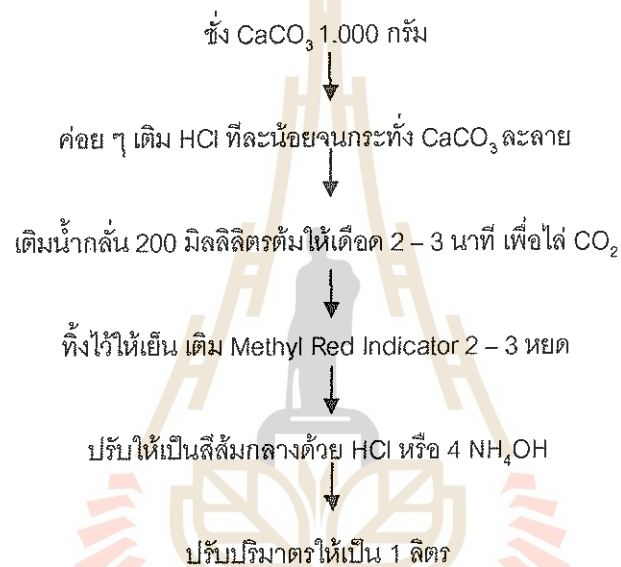 ชั่ง CaCO₃ 1.000 กรัม
ค่อย ๆ เติม HCl ทีละน้อยจนกระทั่ง CaCO₃ ละลาย
เติมน้ำกลั่น 200 มิลลิลิตรต้มให้เดือด 2 – 3 นาที เพื่อไล่ CO₂
ทิ้งไว้ให้เย็น เติม Methyl Red Indicator 2 – 3 หยด
ปรับให้เป็นสีส้มกลางด้วย HCl หรือ 4 NH₄OH
ปรับปริมาตรให้เป็น 1 ลิตร